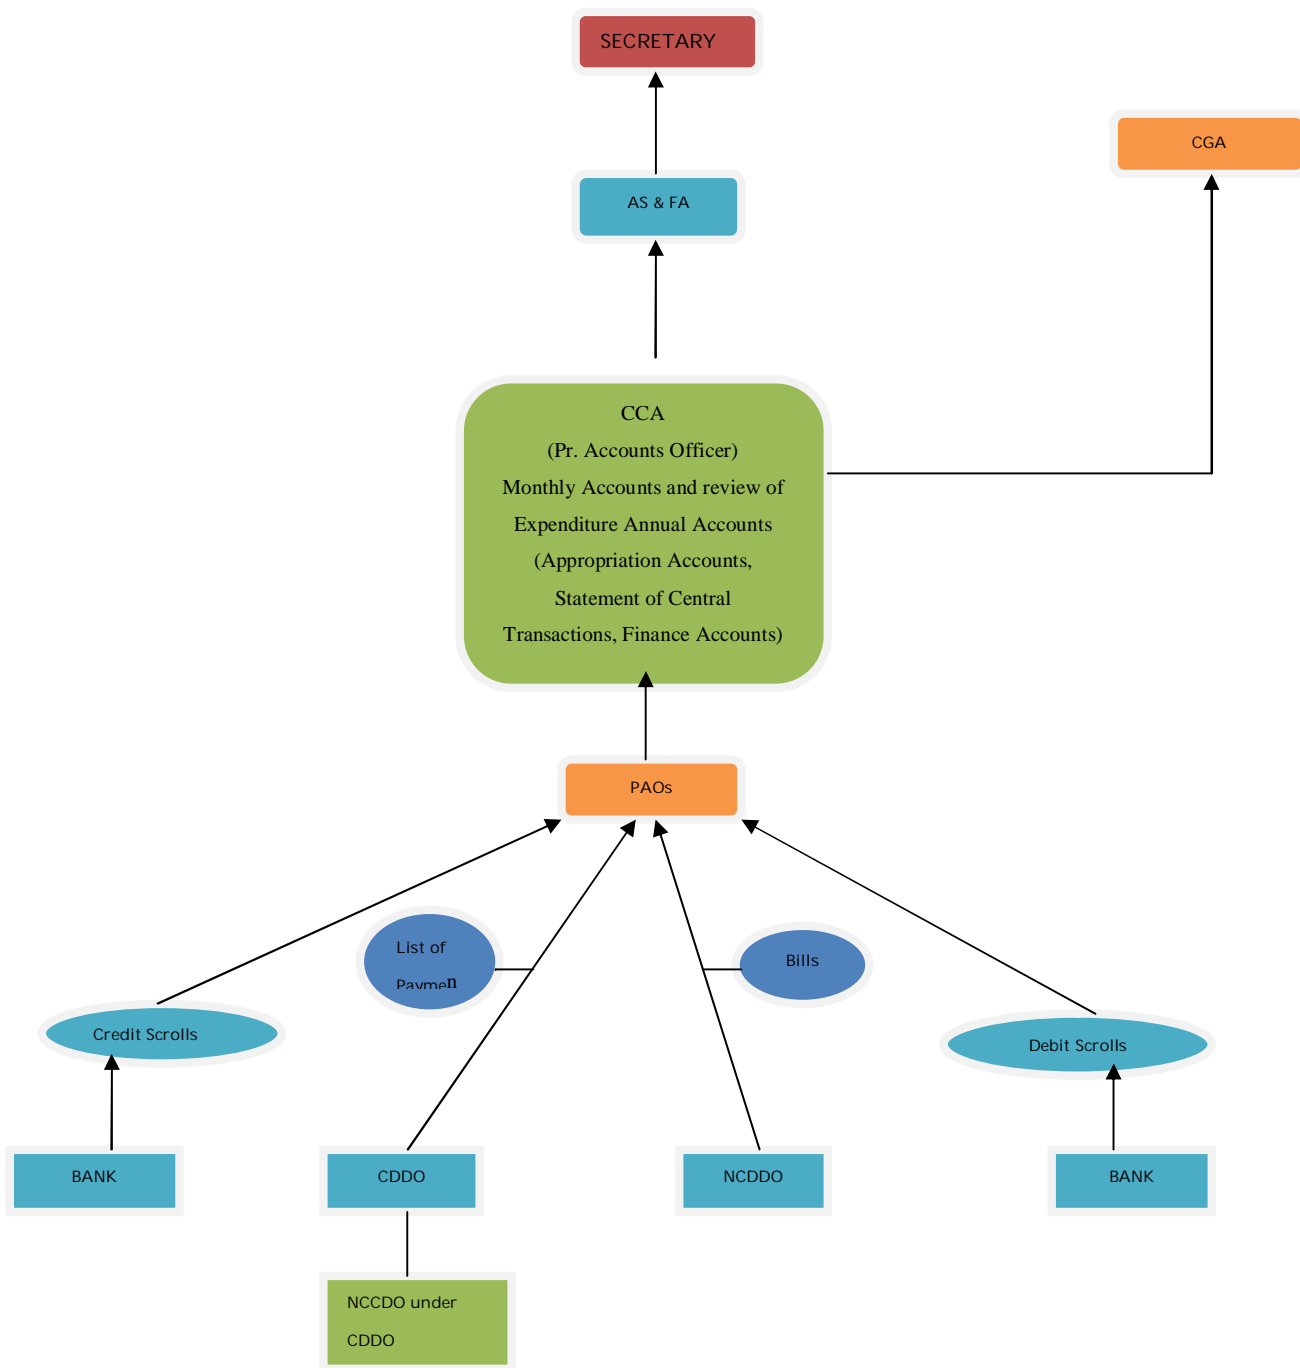 SECRETARY
CGA
AS & FA
CCA
(Pr. Accounts Officer)
Monthly Accounts and review of
Expenditure Annual Accounts
(Appropriation Accounts,
Statement of Central
Transactions, Finance Accounts)
PAOs
List of
Paymen
Bills
Credit Scrolls
Debit Scrolls
BANK
CDDO
NCDDO
BANK
NCCDO under
CDDO